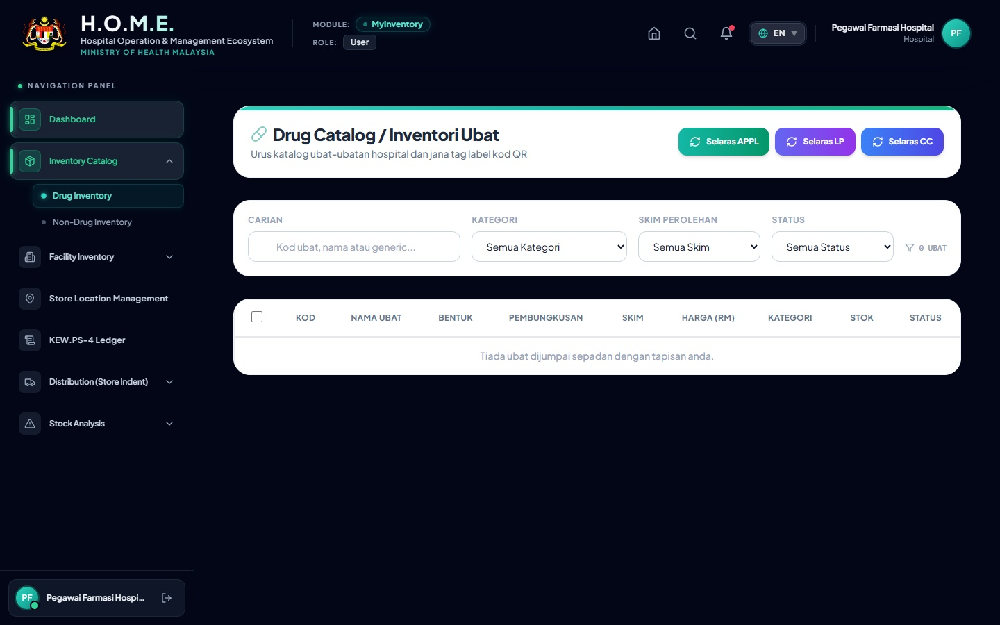 H.O.M.E.
Hospital Operation & Management Ecosystem
MINISTRY OF HEALTH MALAYSIA
MODULE: MyInventory
ROLE: User
EN
Pegawai Farmasi Hospital
Hospital
PF
NAVIGATION PANEL
Dashboard
Inventory Catalog
Drug Inventory
Non-Drug Inventory
Facility Inventory
Store Location Management
KEW.PS-4 Ledger
Distribution (Store Indent)
Stock Analysis
PF
Pegawai Farmasi Hospi...
Drug Catalog / Inventori Ubat
Urus katalog ubat-ubatan hospital dan jana tag label kod QR
Selaras APPL
Selaras LP
Selaras CC
CARIAN
KATEGORI
SKIM PEROLEHAN
STATUS
Kod ubat, nama atau generic...
Semua Kategori
Semua Skim
Semua Status
0 UBAT
KOD
NAMA UBAT
BENTUK
PEMBUNGKUSAN
SKIM
HARGA (RM)
KATEGORI
STOK
STATUS
Tiada ubat dijumpai sepadan dengan tapisan anda.